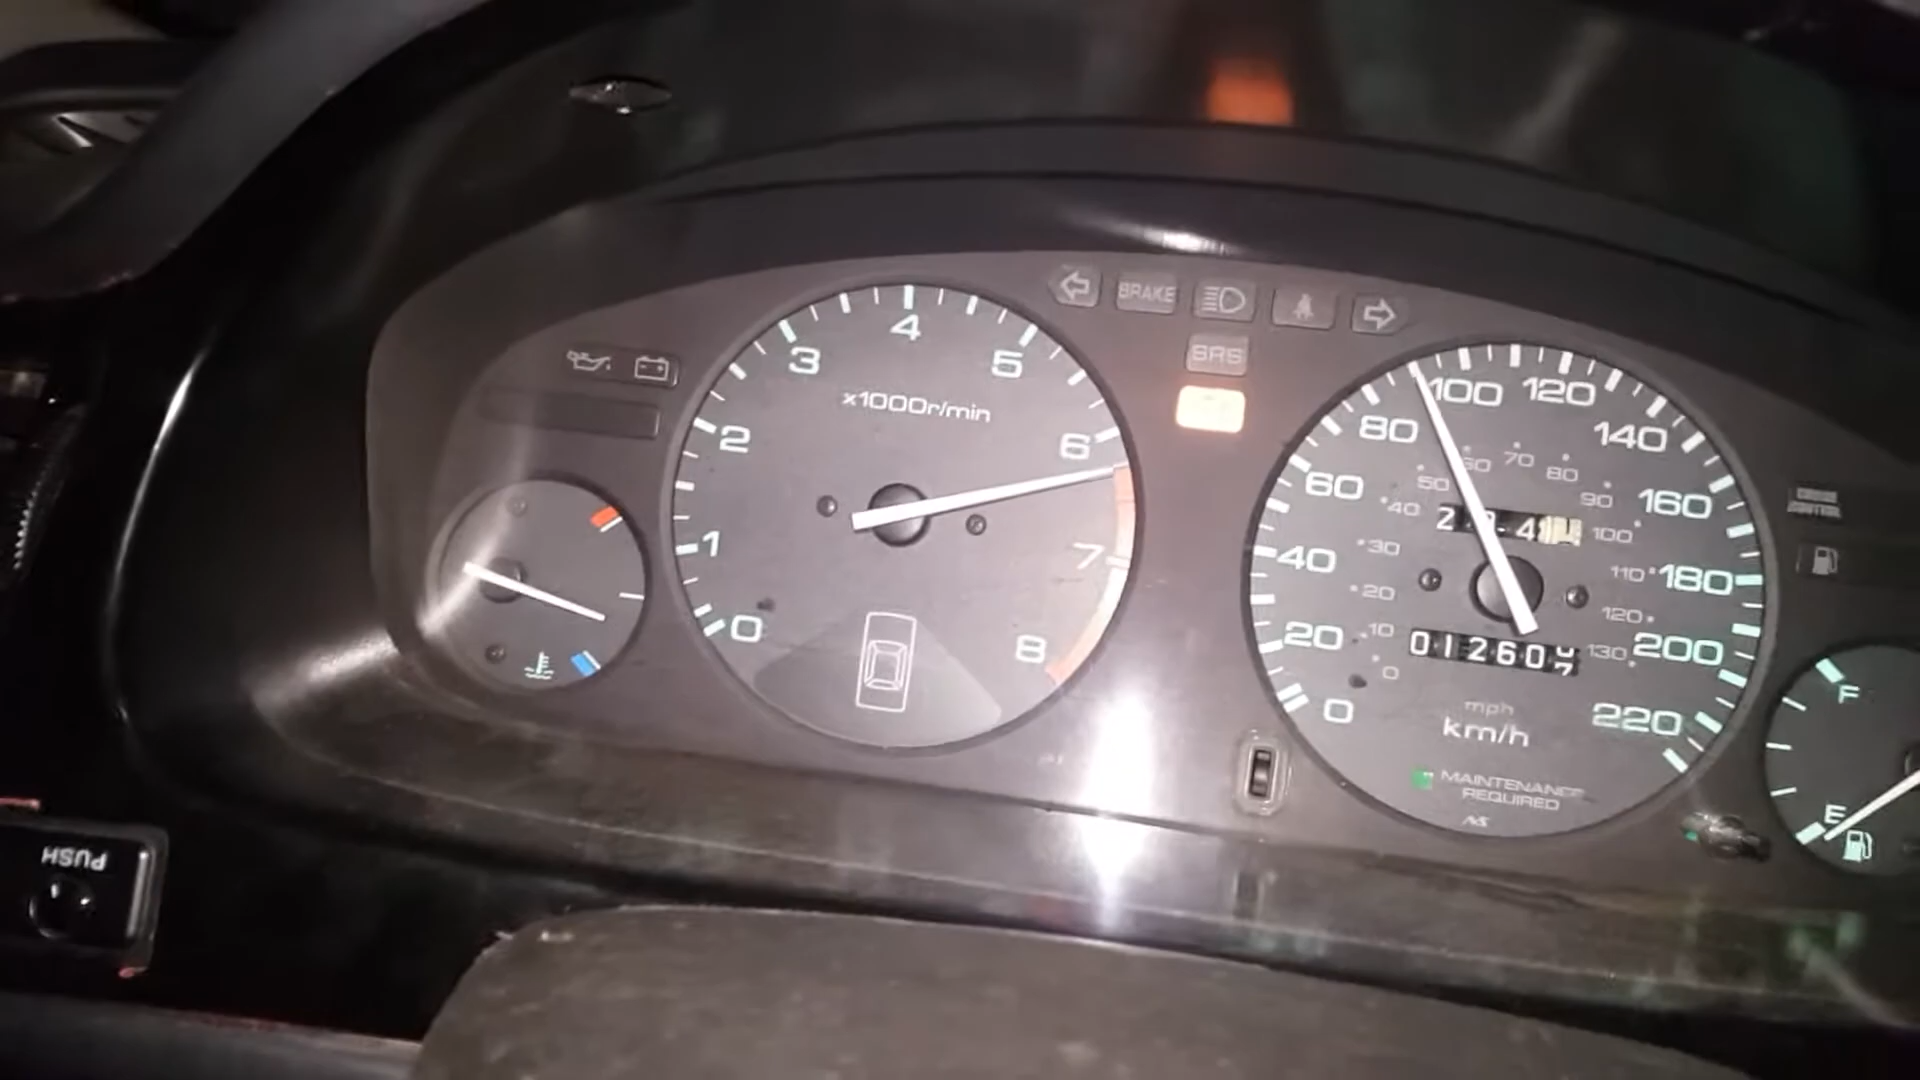 BRAKE
SRS
0 1 2 3 4 5 6 7 8
x1000r/min
0 20 40 60 80 100 120 140 160 180 200 220
0 10 20 30 40 50 60 70 80 90 100 110 120 130
01260
mph
km/h
MAINTENANCE
REQUIRED
NS
F
E
PUSH